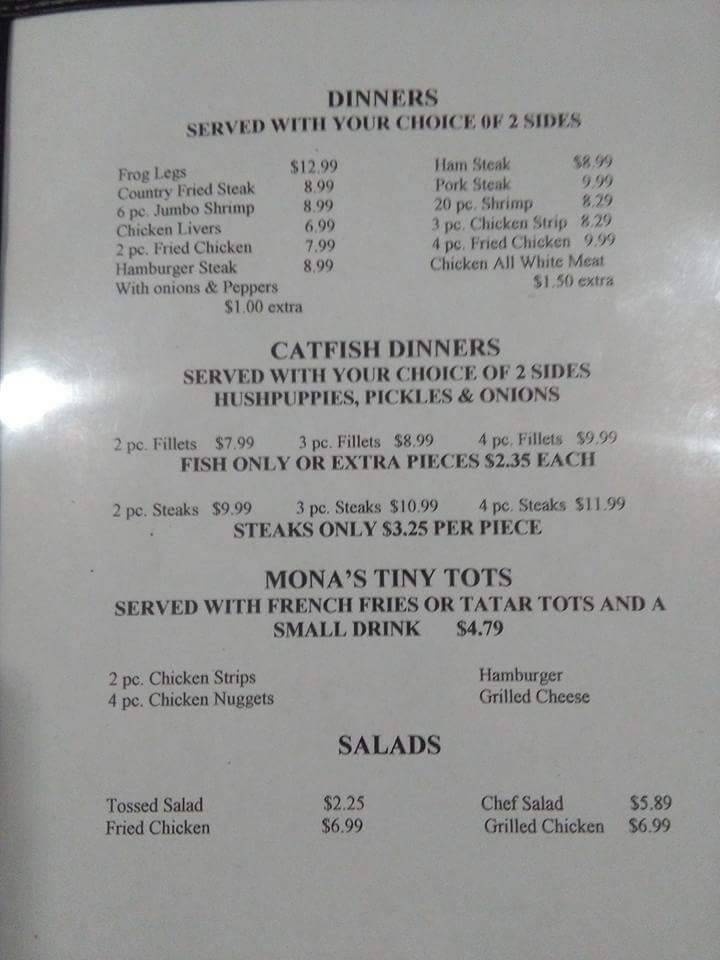 DINNERS
SERVED WITH YOUR CHOICE OF 2 SIDES
Frog Legs $12.99
Country Fried Steak 8.99
6 pc. Jumbo Shrimp 8.99
Chicken Livers 6.99
2 pc. Fried Chicken 7.99
Hamburger Steak 8.99
With onions & Peppers
$1.00 extra
Ham Steak $8.99
Pork Steak 9.99
20 pc. Shrimp 8.29
3 pc. Chicken Strip 8.29
4 pc. Fried Chicken 9.99
Chicken All White Meat
$1.50 extra
CATFISH DINNERS
SERVED WITH YOUR CHOICE OF 2 SIDES
HUSHPUPPIES, PICKLES & ONIONS
2 pc. Fillets $7.99 3 pc. Fillets $8.99 4 pc. Fillets $9.99
FISH ONLY OR EXTRA PIECES $2.35 EACH
2 pc. Steaks $9.99 3 pc. Steaks $10.99 4 pc. Steaks $11.99
STEAKS ONLY $3.25 PER PIECE
MONA'S TINY TOTS
SERVED WITH FRENCH FRIES OR TATAR TOTS AND A
SMALL DRINK $4.79
2 pc. Chicken Strips Hamburger
4 pc. Chicken Nuggets Grilled Cheese
SALADS
Tossed Salad $2.25 Chef Salad $5.89
Fried Chicken $6.99 Grilled Chicken $6.99